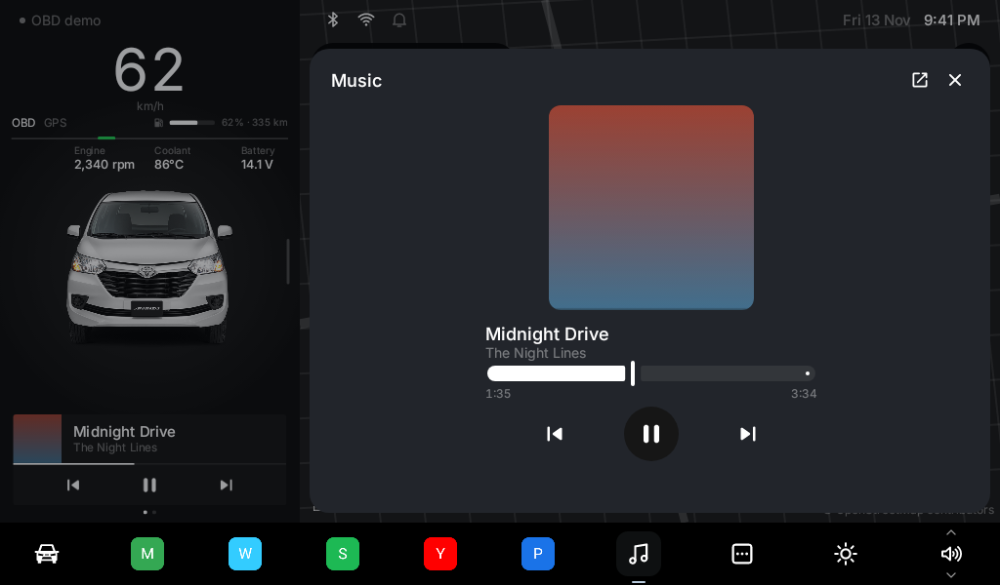 OBD demo
Fri 13 Nov 9:41 PM
62
km/h
OBD GPS 62% · 335 km
Engine Coolant Battery
2,340 rpm 86°C 14.1 V
Midnight Drive
The Night Lines
Music
Midnight Drive
The Night Lines
1:35 3:34
M W S Y P